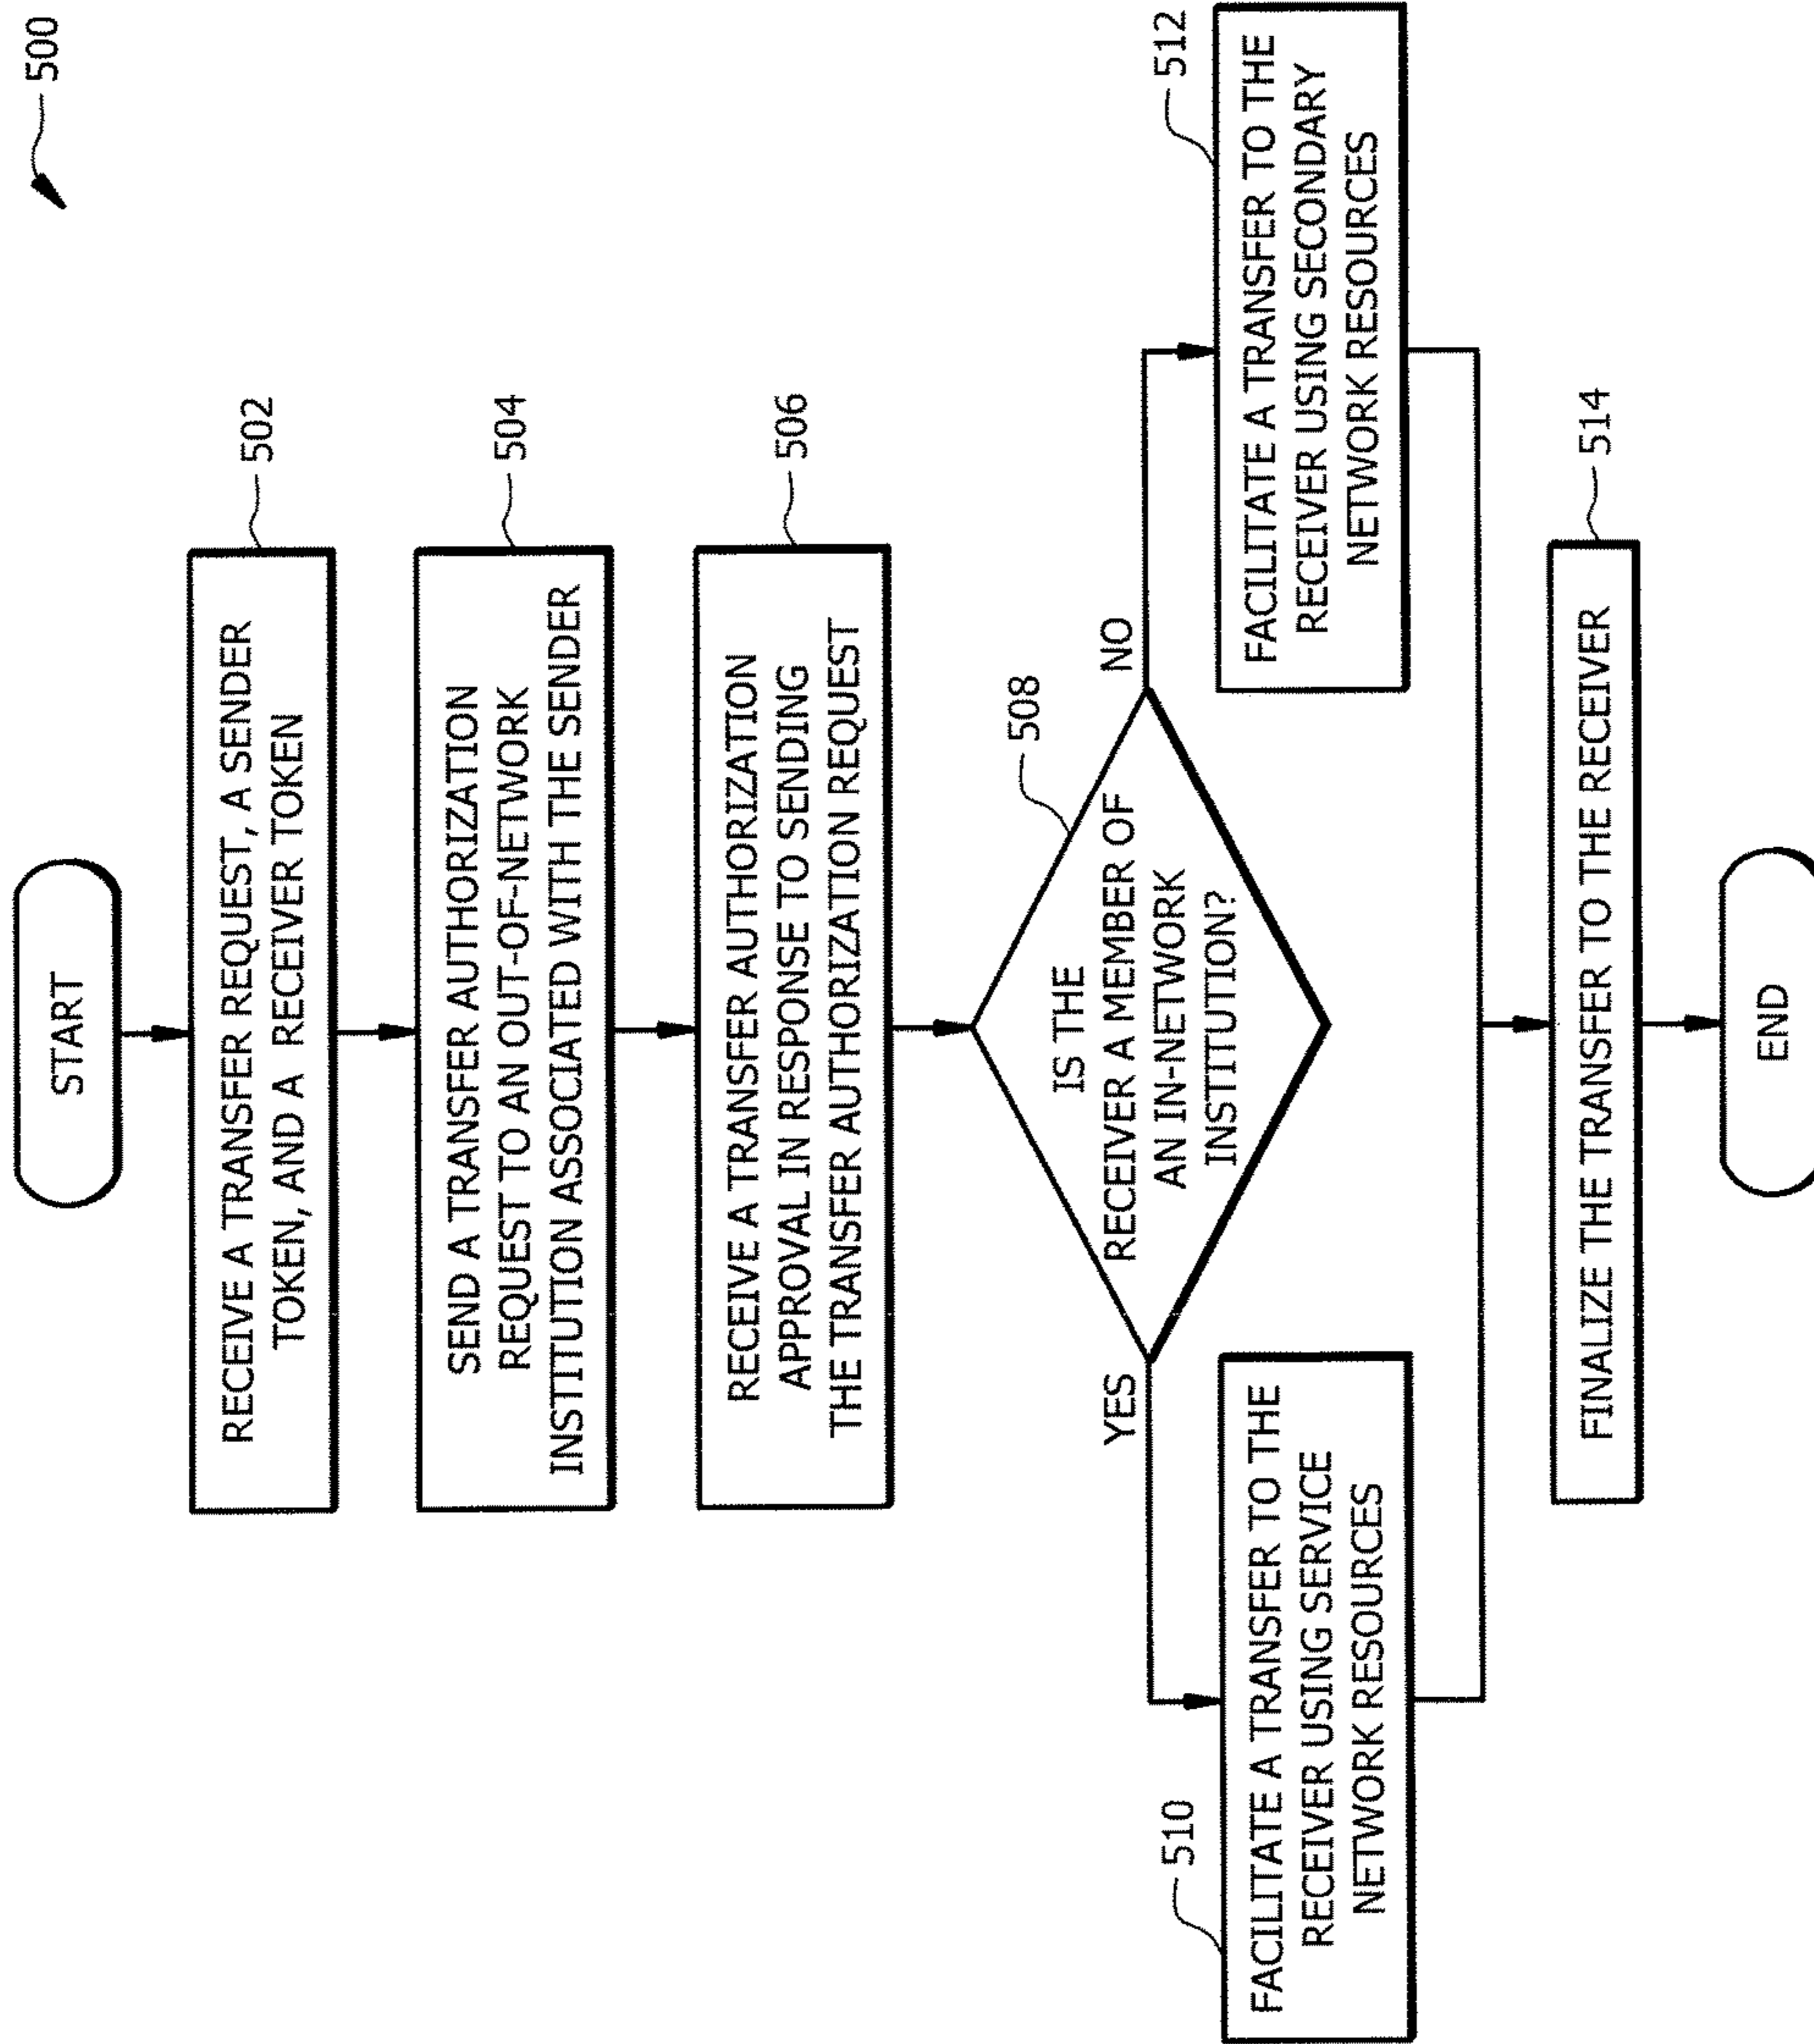 500
START
RECEIVE A TRANSFER REQUEST, A SENDER
TOKEN, AND A RECEIVER TOKEN
502
SEND A TRANSFER AUTHORIZATION
REQUEST TO AN OUT-OF-NETWORK
INSTITUTION ASSOCIATED WITH THE SENDER
504
RECEIVE A TRANSFER AUTHORIZATION
APPROVAL IN RESPONSE TO SENDING
THE TRANSFER AUTHORIZATION REQUEST
506
IS THE
RECEIVER A MEMBER OF
AN IN-NETWORK
INSTITUTION?
508
YES
NO
510
FACILITATE A TRANSFER TO THE
RECEIVER USING SERVICE
NETWORK RESOURCES
512
FACILITATE A TRANSFER TO THE
RECEIVER USING SECONDARY
NETWORK RESOURCES
FINALIZE THE TRANSFER TO THE RECEIVER
514
END